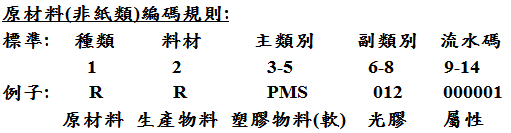 原材料(非紙類)編碼規則:
標準: 種類 料材 主類別 副類別 流水碼
1 2 3-5 6-8 9-14
例子: R R PMS 012 000001
原材料 生產物料 塑膠物料(軟) 光膠 屬性